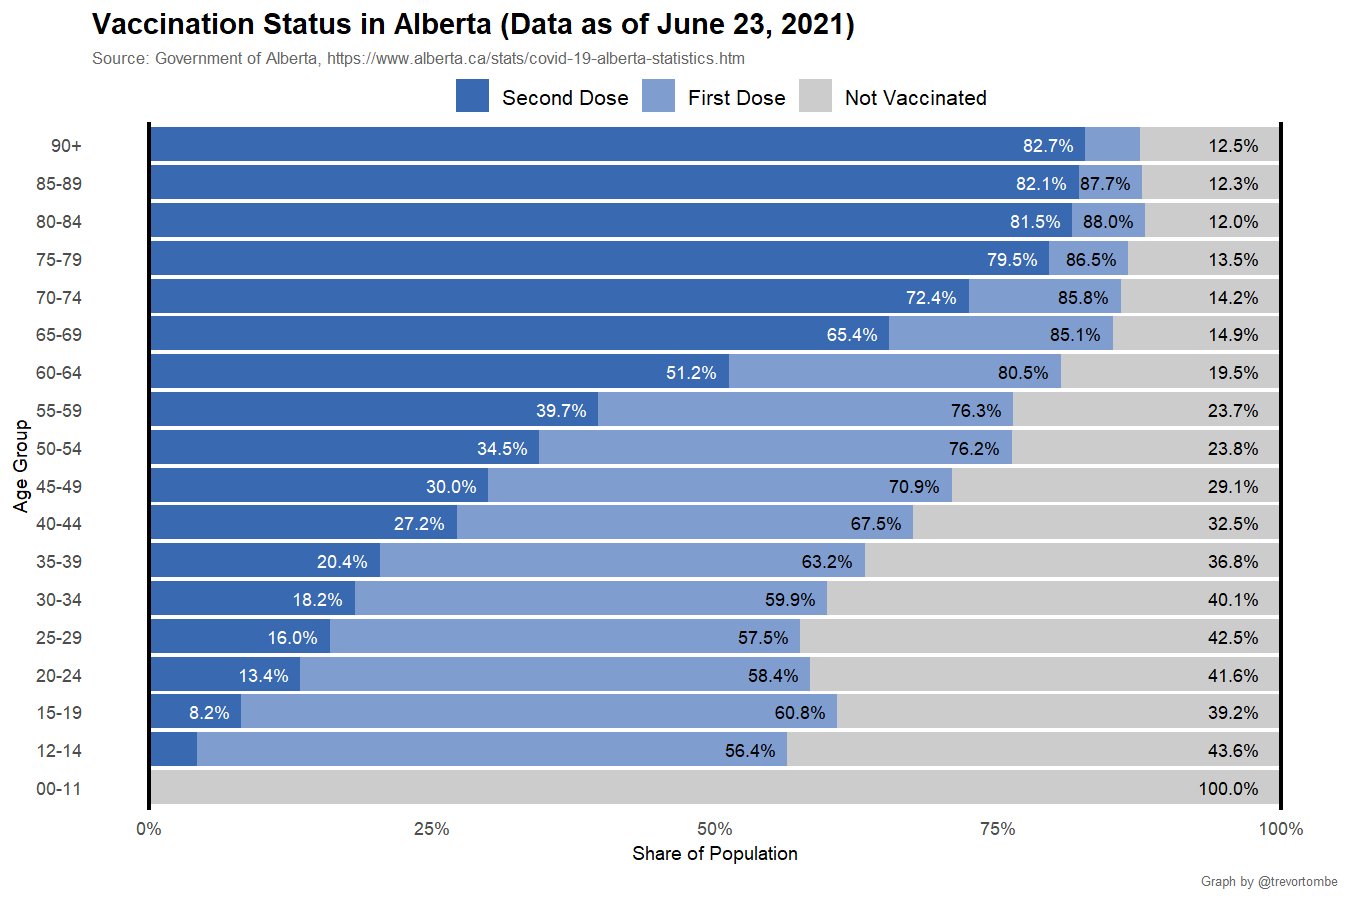 Vaccination Status in Alberta (Data as of June 23, 2021)
Source: Government of Alberta, https://www.alberta.ca/stats/covid-19-alberta-statistics.htm
Second Dose First Dose Not Vaccinated
90+ 82.7% 12.5%
85-89 82.1% 87.7% 12.3%
80-84 81.5% 88.0% 12.0%
75-79 79.5% 86.5% 13.5%
70-74 72.4% 85.8% 14.2%
65-69 65.4% 85.1% 14.9%
60-64 51.2% 80.5% 19.5%
55-59 39.7% 76.3% 23.7%
50-54 34.5% 76.2% 23.8%
Age Group
45-49 30.0% 70.9% 29.1%
40-44 27.2% 67.5% 32.5%
35-39 20.4% 63.2% 36.8%
30-34 18.2% 59.9% 40.1%
25-29 16.0% 57.5% 42.5%
20-24 13.4% 58.4% 41.6%
15-19 8.2% 60.8% 39.2%
12-14 56.4% 43.6%
00-11 100.0%
0% 25% 50% 75% 100%
Share of Population
Graph by @trevortombe